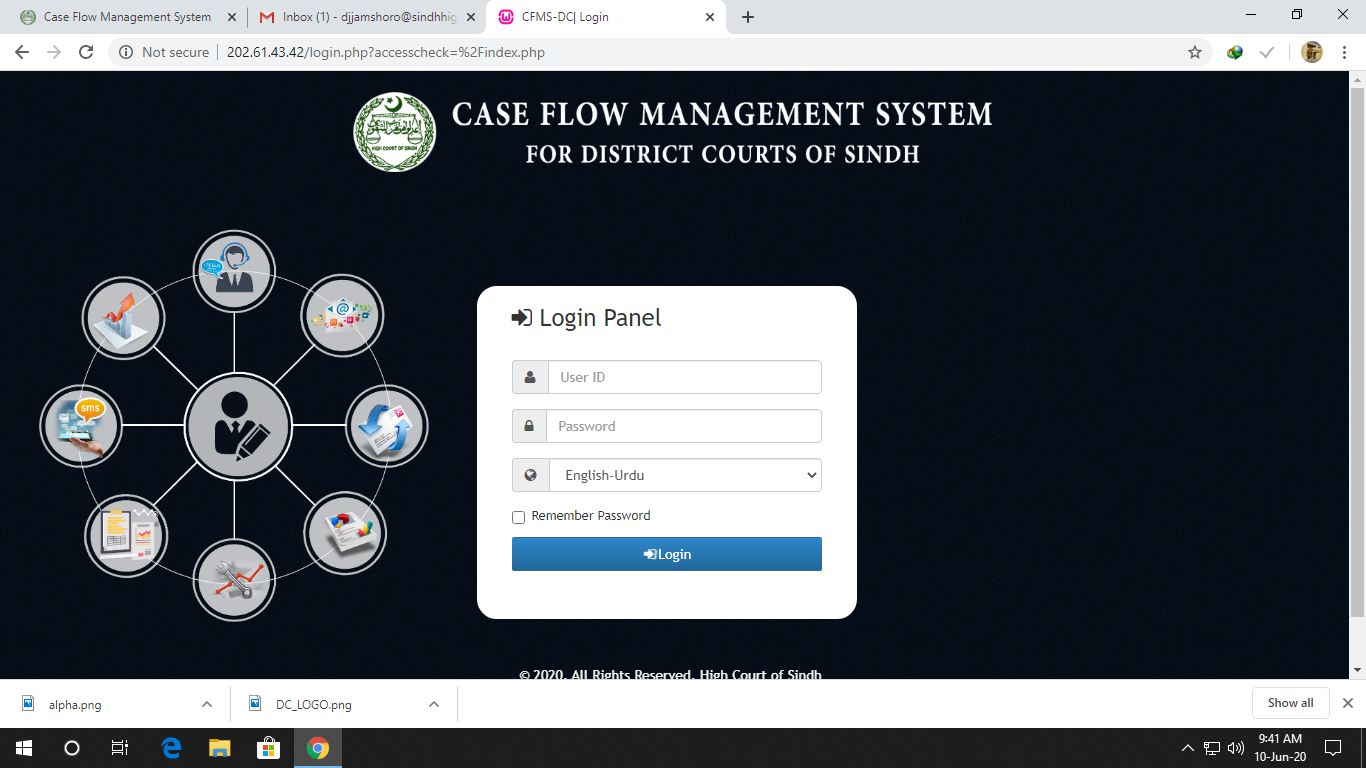 Case Flow Management System
Inbox (1) - djjamshoro@sindhhig
CFMS-DC| Login
Not secure
202.61.43.42/login.php?accesscheck=%2Findex.php
HIGH COURT OF SINDH
CASE FLOW MANAGEMENT SYSTEM
FOR DISTRICT COURTS OF SINDH
sms
@
Login Panel
User ID
Password
English-Urdu
Remember Password
Login
© 2020. All Rights Reserved. High Court of Sindh
alpha.png
DC_LOGO.png
Show all
9:41 AM
10-Jun-20